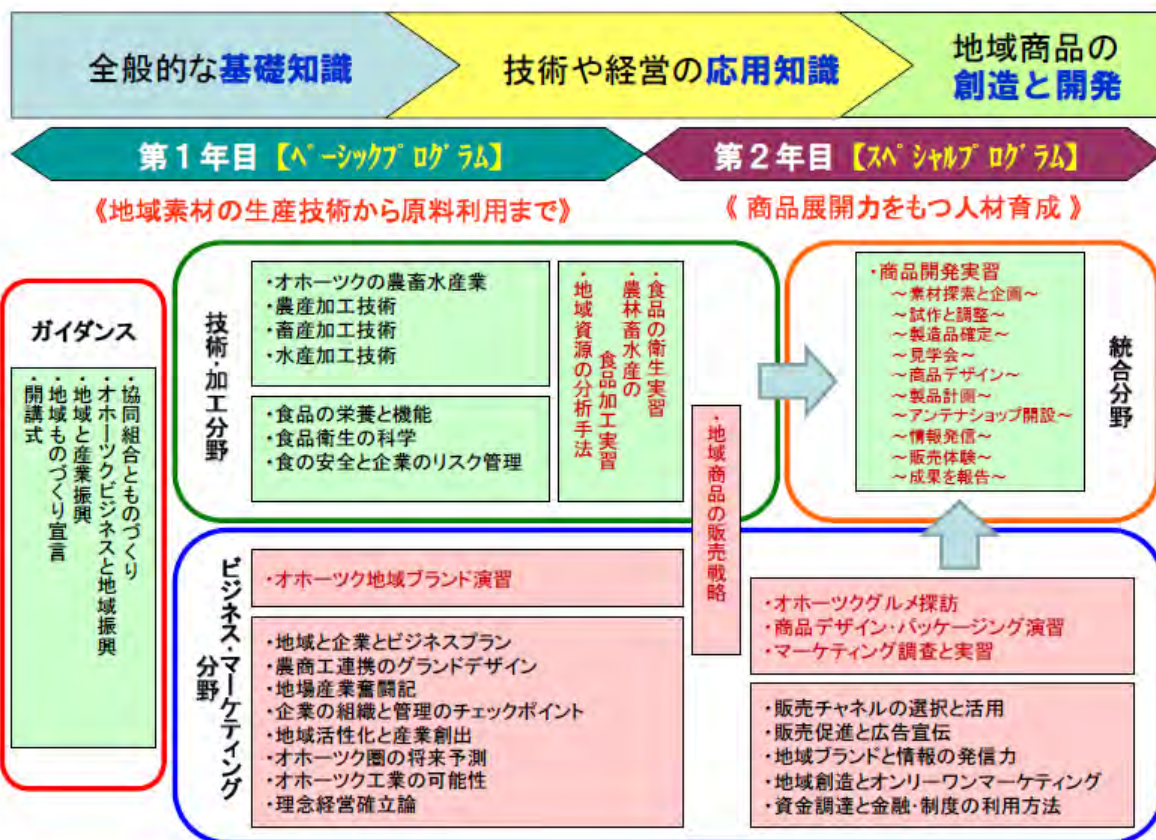 全般的な基礎知識
技術や経営の応用知識
地域商品の
創造と開発
第1年目【ﾍﾞｰｼｯｸﾌﾟﾛｸﾞﾗﾑ】
第2年目【ｽﾍﾟｼｬﾙﾌﾟﾛｸﾞﾗﾑ】
《地域素材の生産技術から原料利用まで》
《 商品展開力をもつ人材育成 》
ガイダンス
・協同組合とものづくり
・オホーツクビジネスと地域振興
・地域と産業振興
・地域ものづくり宣言
・開講式
技術・加工分野
・オホーツクの農畜水産業
・農産加工技術
・畜産加工技術
・水産加工技術
・食品の栄養と機能
・食品衛生の科学
・食の安全と企業のリスク管理
・食品の衛生実習
・農林畜水産の
食品加工実習
・地域資源の分析手法
・地域商品の販売戦略
統合分野
・商品開発実習
～素材探索と企画～
～試作と調整～
～製造品確定～
～見学会～
～商品デザイン～
～製品計画～
～アンテナショップ開設～
～情報発信～
～販売体験～
～成果を報告～
ビジネス・マーケティング
分野
・オホーツク地域ブランド演習
・地域と企業とビジネスプラン
・農商工連携のグランドデザイン
・地場産業奮闘記
・企業の組織と管理のチェックポイント
・地域活性化と産業創出
・オホーツク圏の将来予測
・オホーツク工業の可能性
・理念経営確立論
・オホーツクグルメ探訪
・商品デザイン・パッケージング演習
・マーケティング調査と実習
・販売チャネルの選択と活用
・販売促進と広告宣伝
・地域ブランドと情報の発信力
・地域創造とオンリーワンマーケティング
・資金調達と金融・制度の利用方法